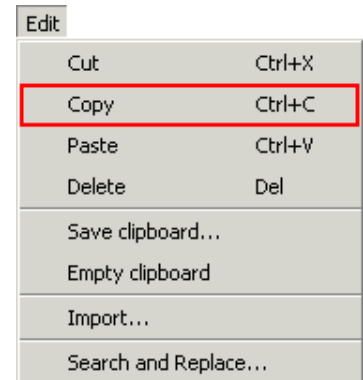 Edit
Cut Ctrl+X
Copy Ctrl+C
Paste Ctrl+V
Delete Del
Save clipboard...
Empty clipboard
Import...
Search and Replace...